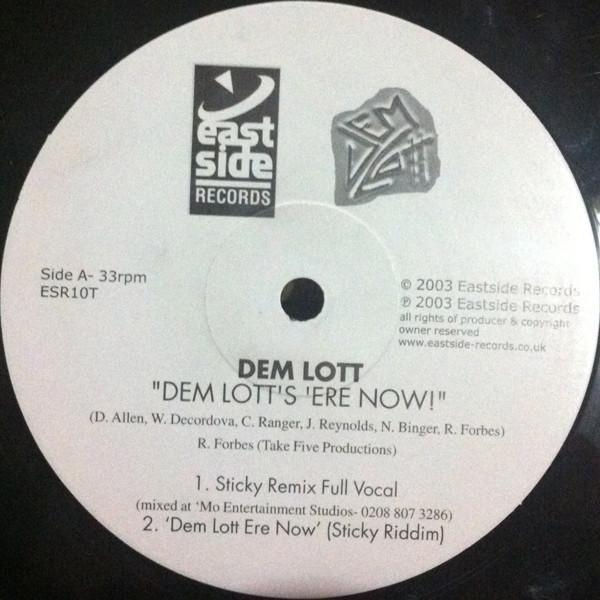 east
side
RECORDS
DEM
LOTT
Side A- 33rpm
ESR10T
© 2003 Eastside Records
℗ 2003 Eastside Records
all rights of producer & copyright
owner reserved
www.eastside-records.co.uk
DEM LOTT
"DEM LOTT'S 'ERE NOW!"
(D. Allen, W. Decordova, C. Ranger, J. Reynolds, N. Binger, R. Forbes)
R. Forbes (Take Five Productions)
1. Sticky Remix Full Vocal
(mixed at ‘Mo Entertainment Studios- 0208 807 3286)
2. ‘Dem Lott Ere Now’ (Sticky Riddim)